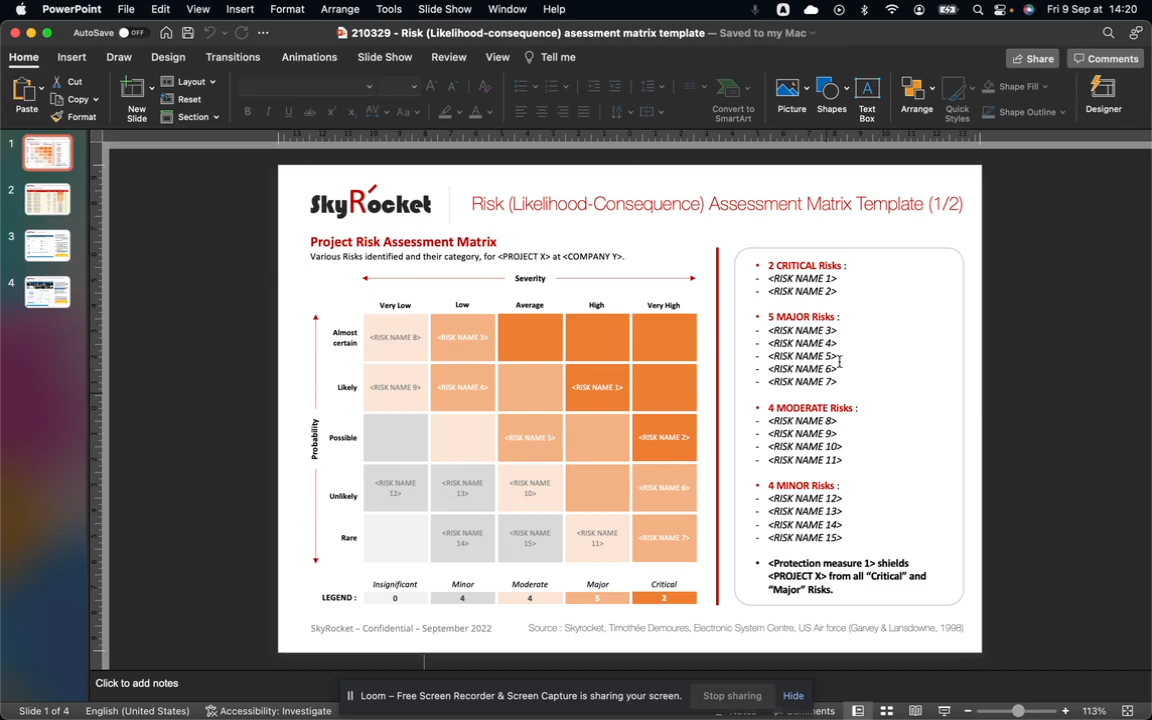 PowerPoint File Edit View Insert Format Arrange Tools Slide Show Window Help Fri 9 Sep at 14:20
AutoSave OFF 210329 - Risk (Likelihood-consequence) asessment matrix template — Saved to my Mac
Home Insert Draw Design Transitions Animations Slide Show Review View Tell me Share Comments
Paste Cut Copy Format
New Slide Layout Reset Section
Convert to SmartArt
Picture Shapes Text Box
Arrange Quick Styles Shape Fill Shape Outline
Designer
1
2
3
4
SkyRocket
Risk (Likelihood-Consequence) Assessment Matrix Template (1/2)
Project Risk Assessment Matrix
Various Risks identified and their category, for <PROJECT X> at <COMPANY Y>.
Severity
Very Low Low Average High Very High
Probability
Almost certain <RISK NAME 8> <RISK NAME 3>
Likely <RISK NAME 9> <RISK NAME 4> <RISK NAME 1>
Possible <RISK NAME 5> <RISK NAME 2>
Unlikely <RISK NAME 12> <RISK NAME 13> <RISK NAME 10> <RISK NAME 6>
Rare <RISK NAME 14> <RISK NAME 15> <RISK NAME 11> <RISK NAME 7>
Insignificant Minor Moderate Major Critical
LEGEND : 0 4 4 5 2
• 2 CRITICAL Risks :
- <RISK NAME 1>
- <RISK NAME 2>
• 5 MAJOR Risks :
- <RISK NAME 3>
- <RISK NAME 4>
- <RISK NAME 5>
- <RISK NAME 6>
- <RISK NAME 7>
• 4 MODERATE Risks :
- <RISK NAME 8>
- <RISK NAME 9>
- <RISK NAME 10>
- <RISK NAME 11>
• 4 MINOR Risks :
- <RISK NAME 12>
- <RISK NAME 13>
- <RISK NAME 14>
- <RISK NAME 15>
• <Protection measure 1> shields
<PROJECT X> from all “Critical” and
“Major” Risks.
SkyRocket – Confidential – September 2022
Source : Skyrocket, Timothée Demoures, Electronic System Centre, US Air force (Garvey & Lansdowne, 1998)
Click to add notes
Loom – Free Screen Recorder & Screen Capture is sharing your screen. Stop sharing Hide
Slide 1 of 4 English (United States) Accessibility: Investigate Notes Comments 113%